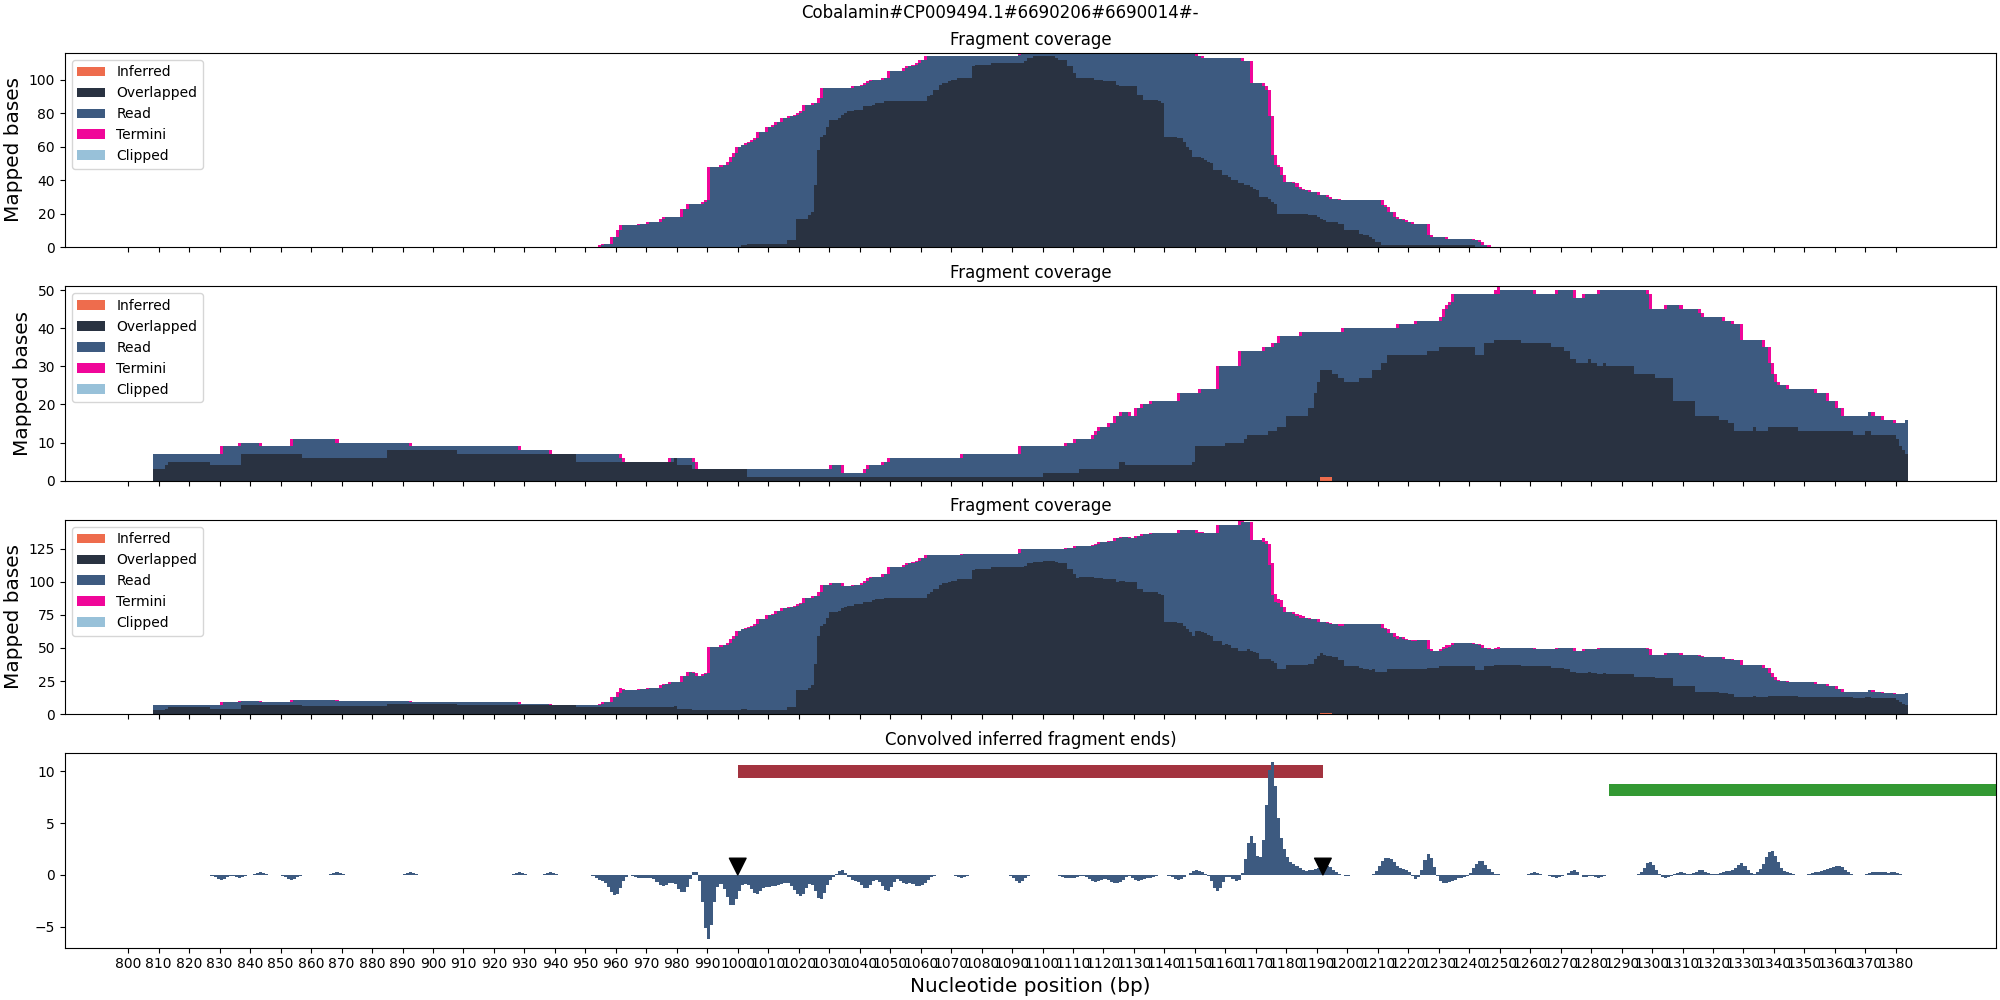 Cobalamin#CP009494.1#6690206#6690014#-
Fragment coverage
Mapped bases
100
80
60
40
20
0
Inferred
Overlapped
Read
Termini
Clipped
Fragment coverage
Mapped bases
50
40
30
20
10
0
Inferred
Overlapped
Read
Termini
Clipped
Fragment coverage
Mapped bases
125
100
75
50
25
0
Inferred
Overlapped
Read
Termini
Clipped
Convolved inferred fragment ends)
10
5
0
−5
800 810 820 830 840 850 860 870 880 890 900 910 920 930 940 950 960 970 980 990 1000 1010 1020 1030 1040 1050 1060 1070 1080 1090 1100 1110 1120 1130 1140 1150 1160 1170 1180 1190 1200 1210 1220 1230 1240 1250 1260 1270 1280 1290 1300 1310 1320 1330 1340 1350 1360 1370 1380
Nucleotide position (bp)